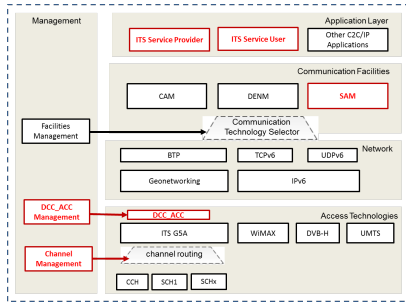 Management
Application Layer
ITS Service Provider
ITS Service User
Other C2C/IP
Applications
Communication Facilities
CAM
DENM
SAM
Facilities
Management
Communication
Technology Selector
Network
BTP
TCPv6
UDPv6
Geonetworking
IPv6
DCC_ACC
Management
DCC_ACC
Access Technologies
ITS G5A
WiMAX
DVB-H
UMTS
Channel
Management
channel routing
CCH
SCH1
SCHx